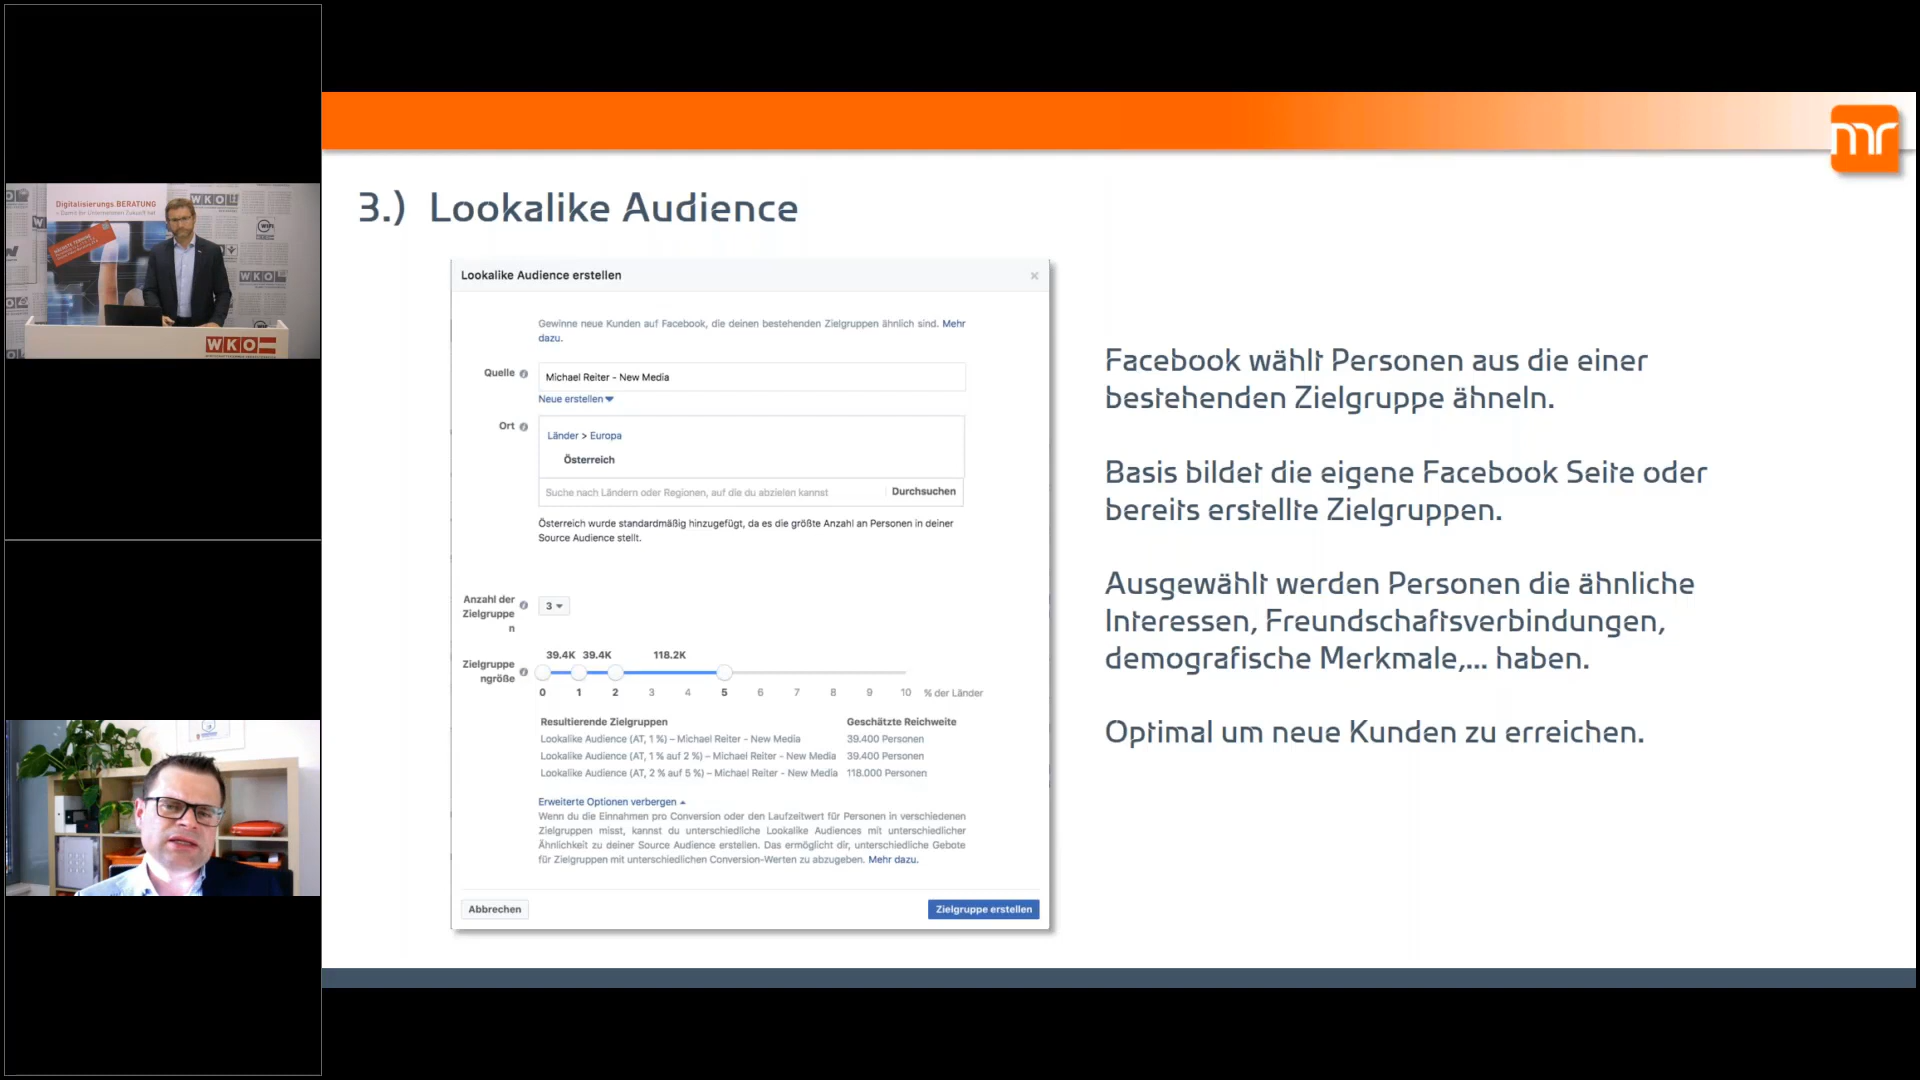 Digitalisierungs.BERATUNG
WKO
WKO
WKO
mr
3.) Lookalike Audience
Lookalike Audience erstellen
Gewinne neue Kunden auf Facebook, die deinen bestehenden Zielgruppen ähnlich sind. Mehr
dazu.
Quelle
Michael Reiter - New Media
Neue erstellen
Ort
Länder > Europa
Österreich
Suche nach Ländern oder Regionen, auf die du abzielen kannst
Durchsuchen
Österreich wurde standardmäßig hinzugefügt, da es die größte Anzahl an Personen in deiner
Source Audience stellt.
Anzahl der
Zielgruppe
n
3
39.4K 39.4K 118.2K
Zielgruppe
ngröße
0 1 2 3 4 5 6 7 8 9 10 % der Länder
Resultierende Zielgruppen Geschätzte Reichweite
Lookalike Audience (AT, 1 %) – Michael Reiter - New Media 39.400 Personen
Lookalike Audience (AT, 1 % auf 2 %) – Michael Reiter - New Media 39.400 Personen
Lookalike Audience (AT, 2 % auf 5 %) – Michael Reiter - New Media 118.000 Personen
Erweiterte Optionen verbergen
Wenn du die Einnahmen pro Conversion oder den Laufzeitwert für Personen in verschiedenen
Zielgruppen misst, kannst du unterschiedliche Lookalike Audiences mit unterschiedlicher
Ähnlichkeit zu deiner Source Audience erstellen. Das ermöglicht dir, unterschiedliche Gebote
für Zielgruppen mit unterschiedlichen Conversion-Werten zu abzugeben. Mehr dazu.
Abbrechen
Zielgruppe erstellen
Facebook wählt Personen aus die einer
bestehenden Zielgruppe ähneln.
Basis bildet die eigene Facebook Seite oder
bereits erstellte Zielgruppen.
Ausgewählt werden Personen die ähnliche
Interessen, Freundschaftsverbindungen,
demografische Merkmale,... haben.
Optimal um neue Kunden zu erreichen.